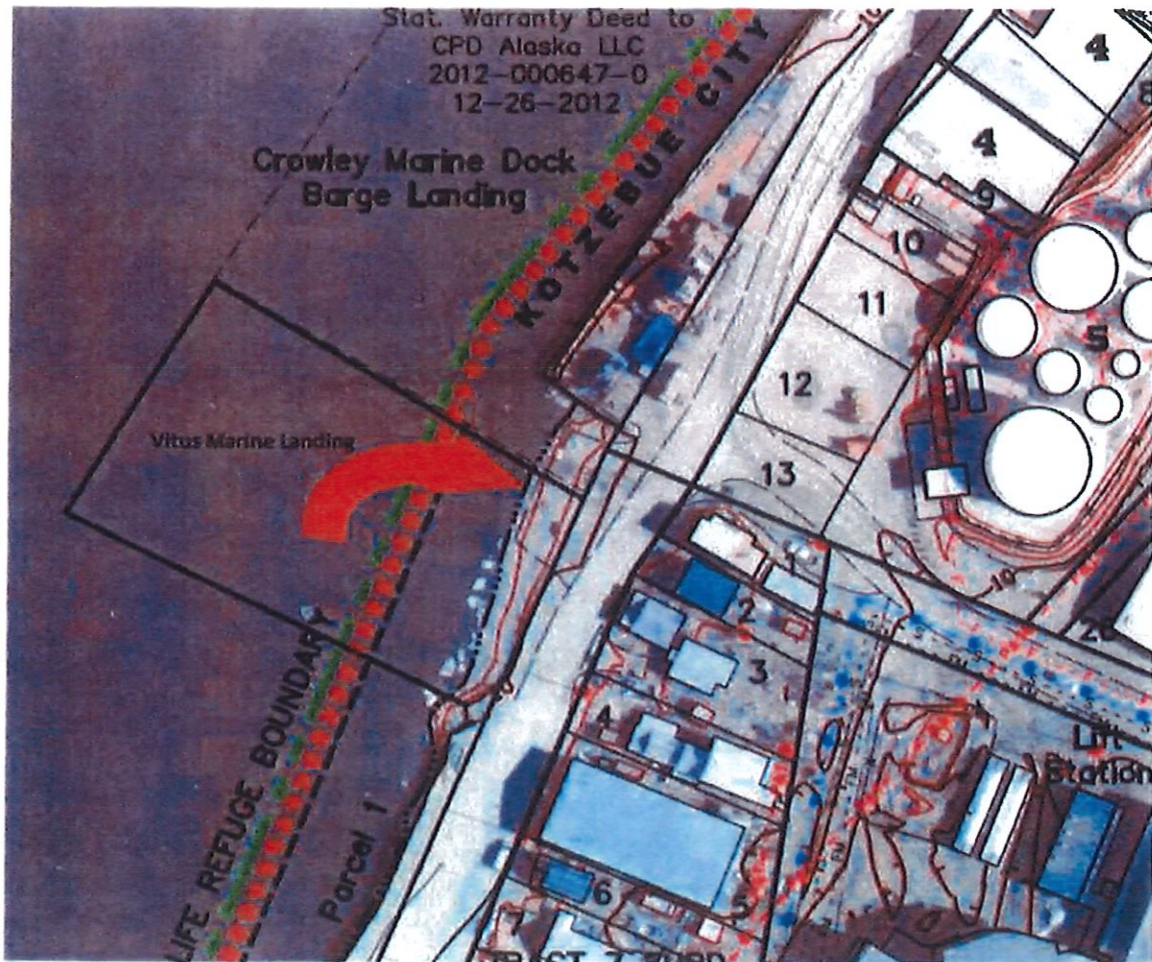 Stat. Warranty Deed to
CPD Alaska LLC
2012-000647-0
12-26-2012
Crowley Marine Dock
Barge Landing
KOTZEBUE CITY
Vitus Marine Landing
LIFE REFUGE BOUNDARY
Parcel 1
10
4
4
9
10
11
12
13
5
10
2
3
4
Lift
Station
6
5
7